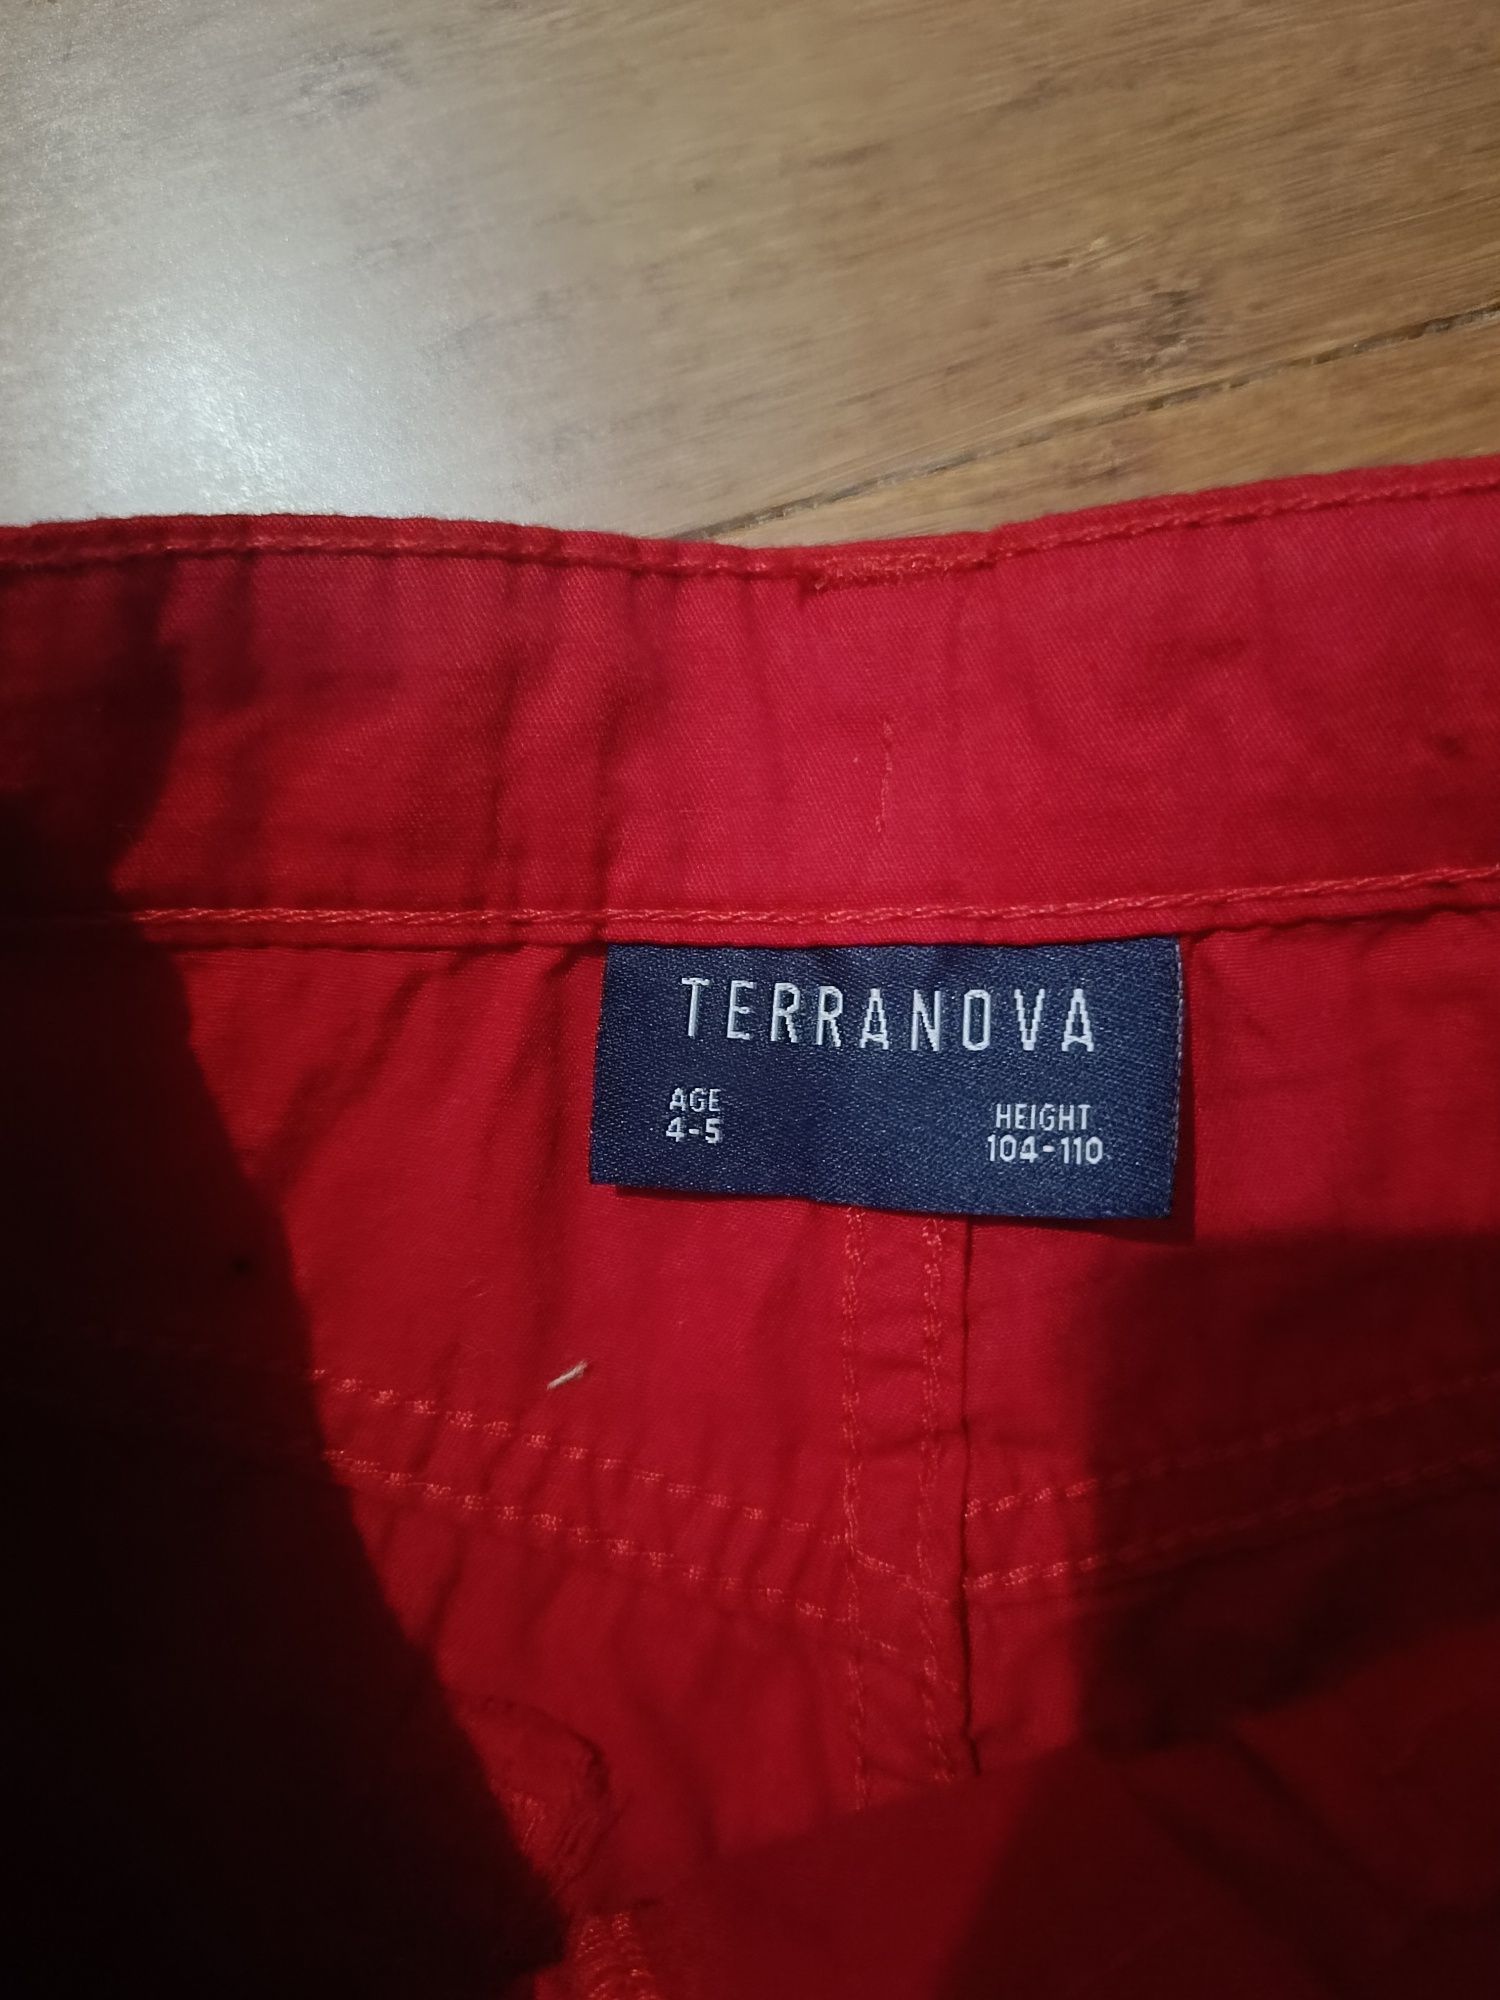 TERRANOVA
AGE
4-5
HEIGHT
104-110